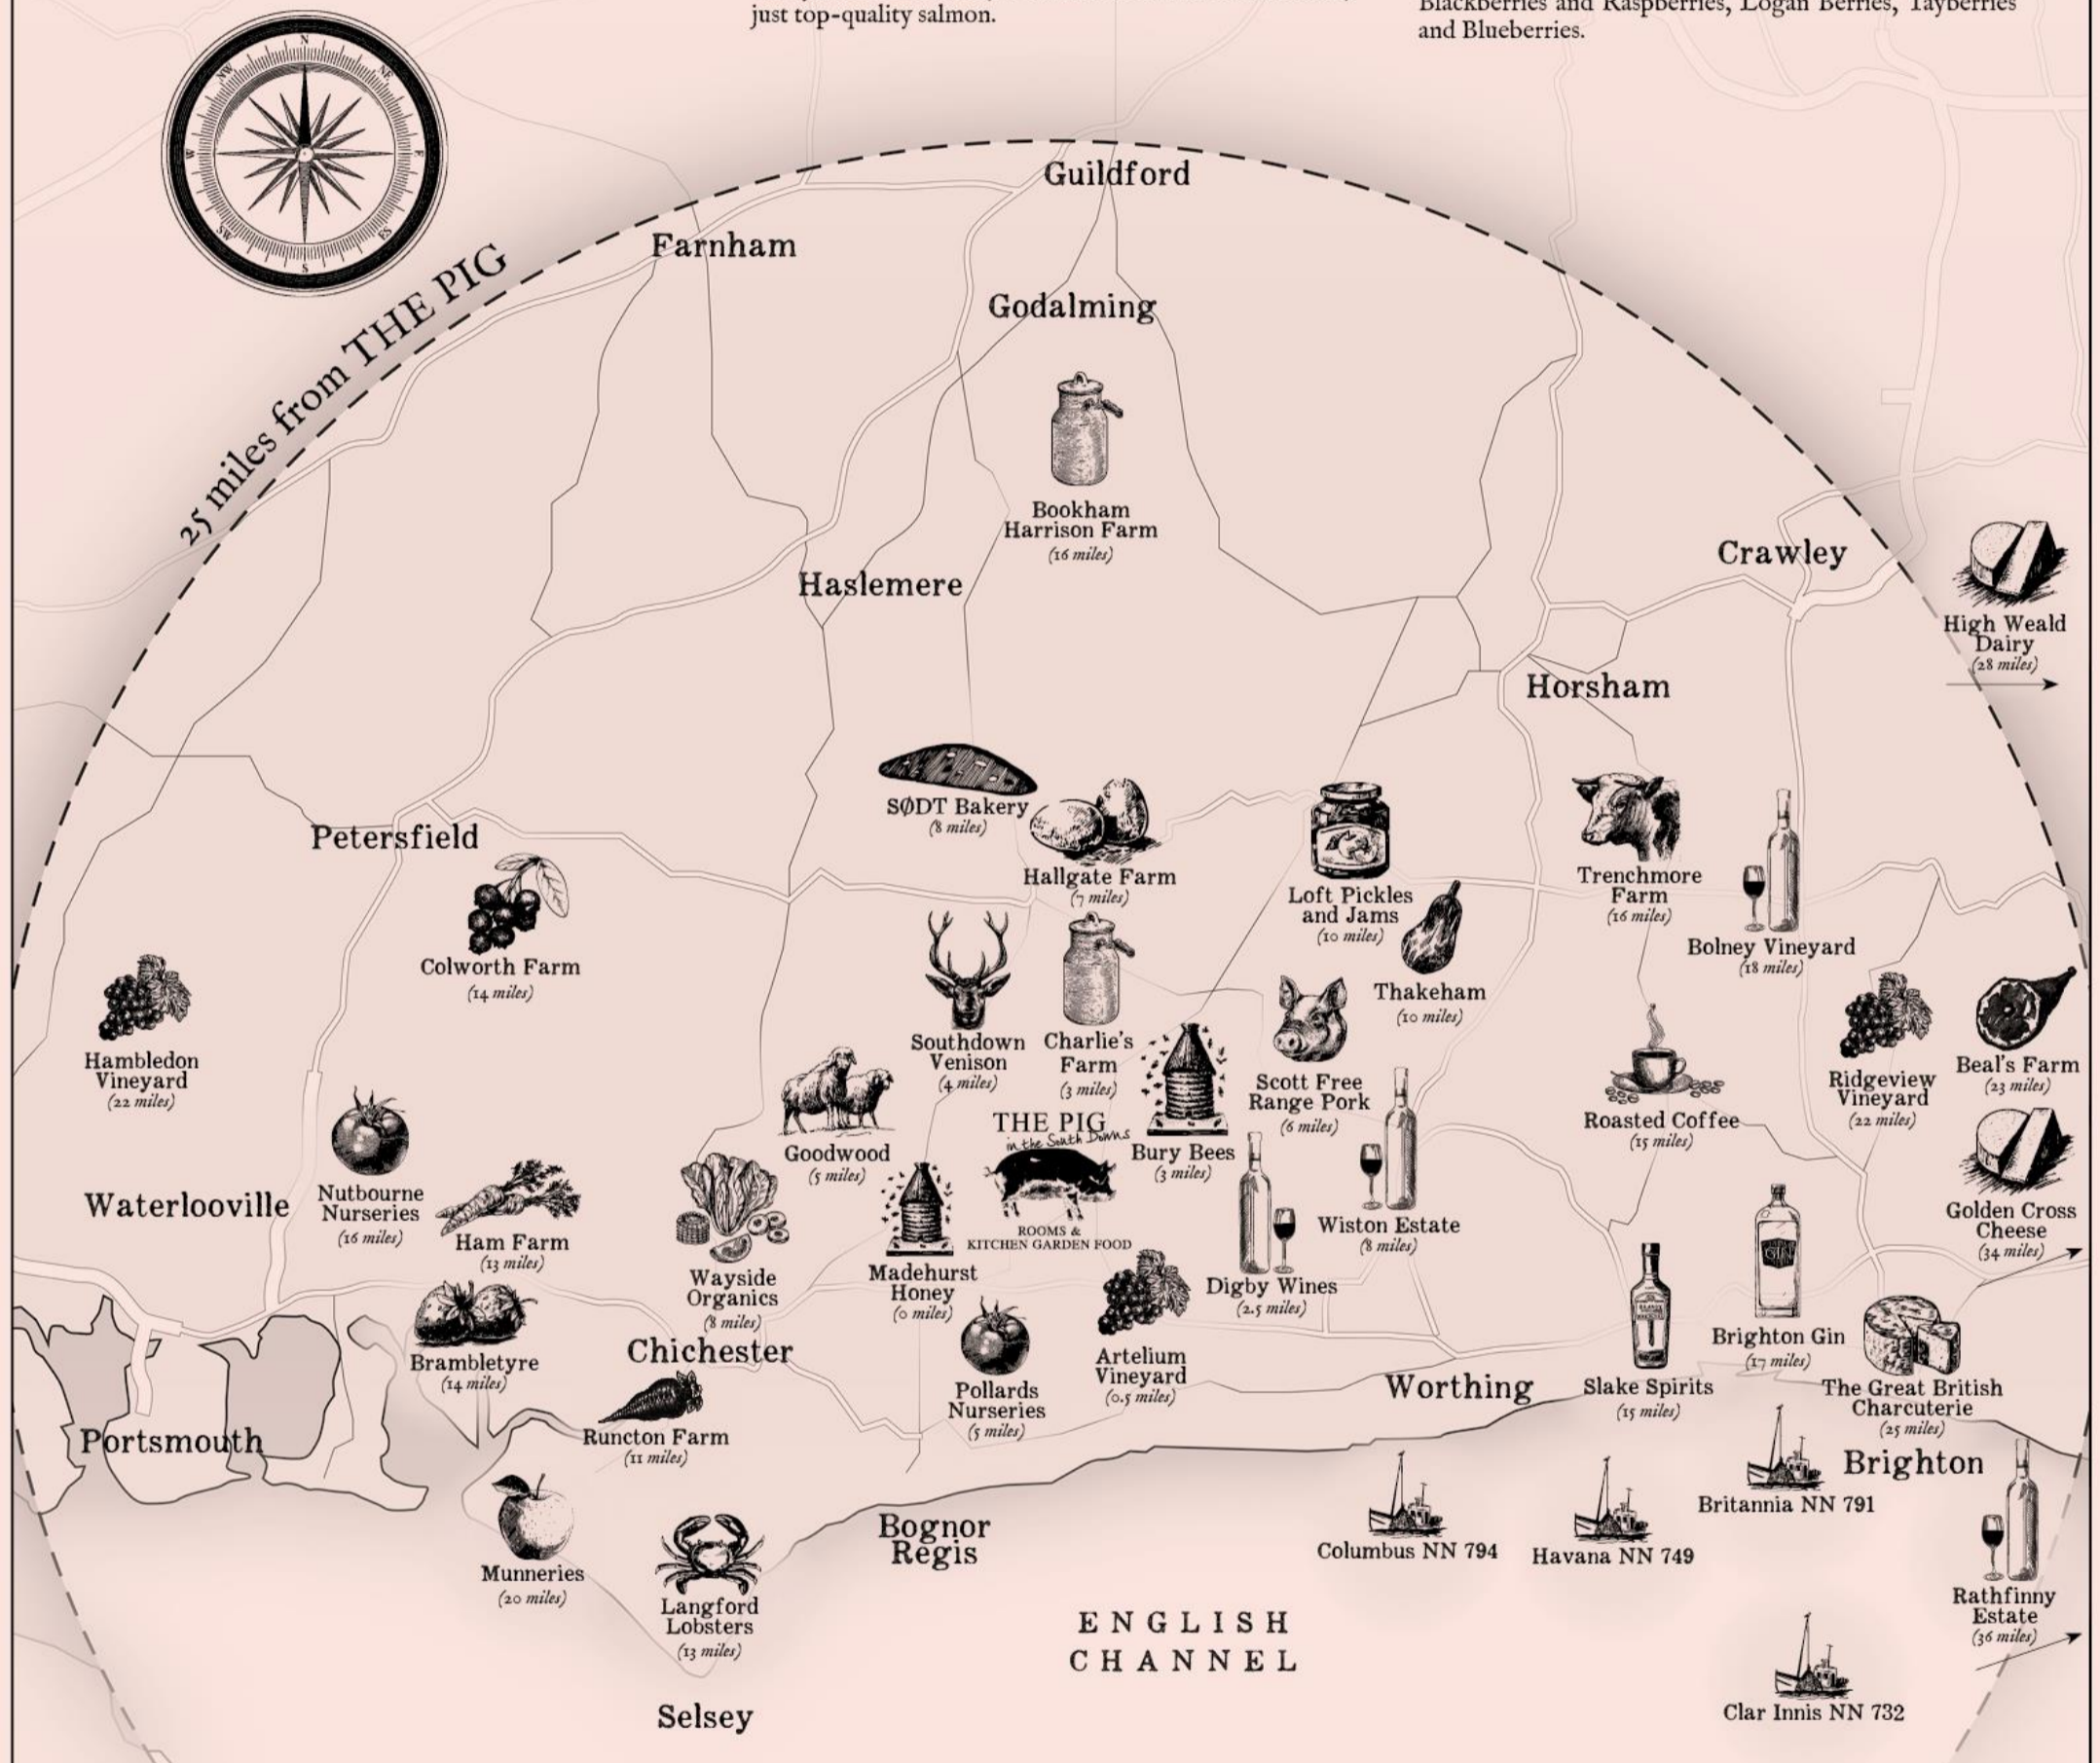 just top-quality salmon.
Blackberries and Raspberries, Logan Berries, Tayberries
and Blueberries.
N
NE
E
ES
S
SW
W
NW
25 miles from THE PIG
Guildford
Farnham
Godalming
Bookham
Harrison Farm
(16 miles)
Haslemere
Crawley
High Weald
Dairy
(28 miles)
Horsham
SØDT Bakery
(8 miles)
Hallgate Farm
(7 miles)
Petersfield
Colworth Farm
(14 miles)
Loft Pickles
and Jams
(10 miles)
Trenchmore
Farm
(16 miles)
Bolney Vineyard
(18 miles)
Thakeham
(10 miles)
Hambledon
Vineyard
(22 miles)
Southdown
Venison
(4 miles)
Charlie's
Farm
(3 miles)
Scott Free
Range Pork
(6 miles)
Roasted Coffee
(15 miles)
Ridgeview
Vineyard
(22 miles)
Beal's Farm
(23 miles)
Goodwood
(5 miles)
THE PIG
in the South Downs
ROOMS &
KITCHEN GARDEN FOOD
Bury Bees
(3 miles)
Waterlooville
Nutbourne
Nurseries
(16 miles)
Ham Farm
(13 miles)
Wayside
Organics
(8 miles)
Madehurst
Honey
(0 miles)
Digby Wines
(2.5 miles)
Wiston Estate
(8 miles)
Golden Cross
Cheese
(34 miles)
GIN
Brighton Gin
(17 miles)
Brambletyre
(14 miles)
Chichester
Pollards
Nurseries
(5 miles)
Artelium
Vineyard
(0.5 miles)
Worthing
Slake Spirits
(15 miles)
The Great British
Charcuterie
(25 miles)
Portsmouth
Runcton Farm
(11 miles)
Brighton
Britannia NN 791
Columbus NN 794
Havana NN 749
Bognor
Regis
Munneries
(20 miles)
Langford
Lobsters
(13 miles)
Rathfinny
Estate
(36 miles)
ENGLISH
CHANNEL
Clar Innis NN 732
Selsey